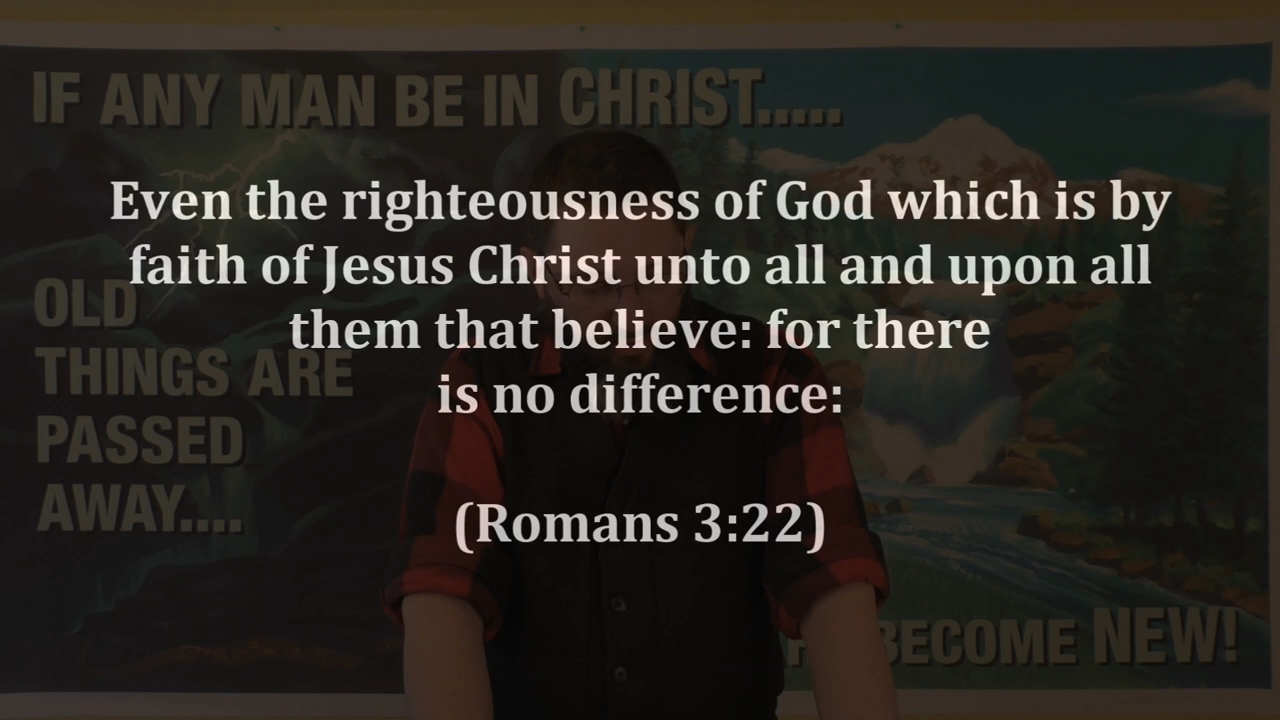 IF ANY MAN BE IN CHRIST.....
Even the righteousness of God which is by
faith of Jesus Christ unto all and upon all
them that believe: for there
is no difference:
(Romans 3:22)
OLD
THINGS ARE
PASSED
AWAY....
BECOME NEW!